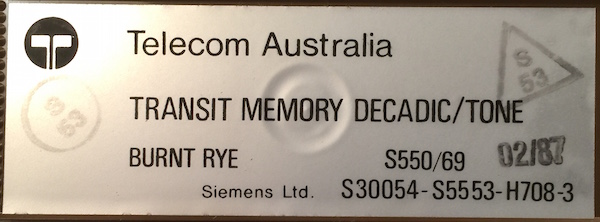 Telecom Australia
TRANSIT MEMORY DECADIC/TONE
BURNT RYE S550/69 02/87
Siemens Ltd. S30054-S5553-H708-3
S 53
S 53